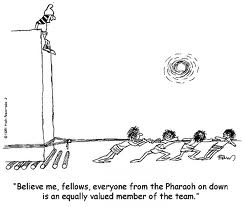 "Believe me, fellows, everyone from the Pharaoh on down
is an equally valued member of the team."